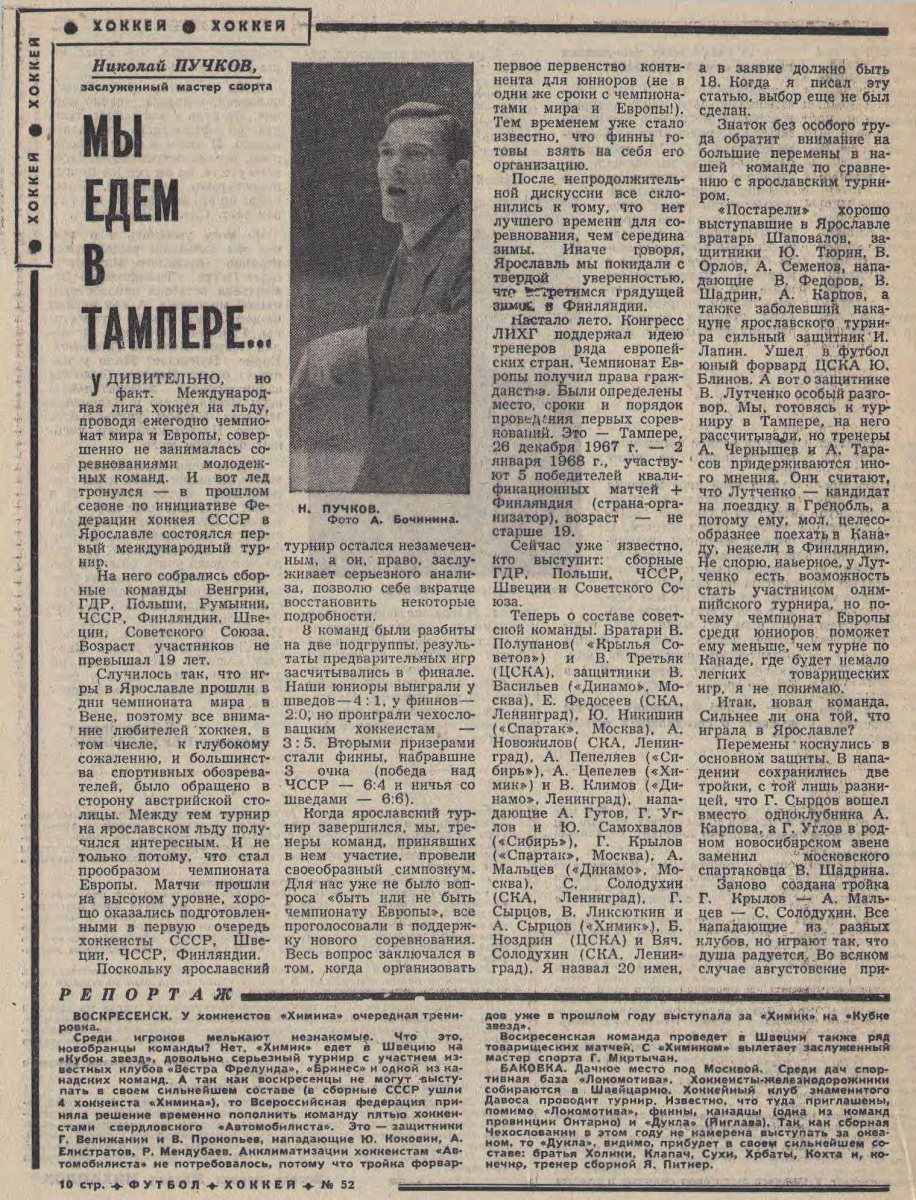 ● ХОККЕЙ ● ХОККЕЙ
● ХОККЕЙ ● ХОККЕЙ
Николай ПУЧКОВ,
заслуженный мастер спорта
МЫ
ЕДЕМ
В
ТАМПЕРЕ...
УДИВИТЕЛЬНО, но
факт. Международ-
ная лига хоккея на льду,
проводя ежегодно чемпио-
нат мира и Европы, совер-
шенно не занималась со-
ревнованиями молодеж-
ных команд. И вот лед
тронулся — в прошлом
сезоне по инициативе Фе-
дерации хоккея СССР в
Ярославле состоялся пер-
вый международный тур-
нир.
На него собрались сбор-
ные команды Венгрии,
ГДР, Польши, Румынии,
ЧССР, Финляндии, Шве-
ции, Советского Союза.
Возраст участников не
превышал 19 лет.
Случилось так, что иг-
ры в Ярославле прошли в
дни чемпионата мира в
Вене, поэтому все внима-
ние любителей хоккея, в
том числе, к глубокому
сожалению, и большинст-
ва спортивных обозрева-
телей, было обращено в
сторону австрийской сто-
лицы. Между тем турнир
на ярославском льду полу-
чился интересным. И не
только потому, что стал
прообразом чемпионата
Европы. Матчи прошли
на высоком уровне, хоро-
шо оказались подготовлен-
ными в первую очередь
хоккеисты СССР, Шве-
ции, ЧССР, Финляндии.
Поскольку ярославский
Н. ПУЧКОВ.
Фото А. Бочинина.
турнир остался незамечен-
ным, а он, право, заслу-
живает серьезного анали-
за, позволю себе вкратце
восстановить некоторые
подробности.
8 команд были разбиты
на две подгруппы, резуль-
таты предварительных игр
засчитывались в финале.
Наши юниоры выиграли у
шведов—4:1, у финнов—
2:0, но проиграли чехосло-
вацким хоккеистам —
3:5. Вторыми призерами
стали финны, набравшие
3 очка (победа над
ЧССР — 6:4 и ничья со
шведами — 6:6).
Когда ярославский тур-
нир завершился, мы, тре-
неры команд, принявших
в нем участие, провели
своеобразный симпозиум.
Для нас уже не было воп-
роса «быть или не быть
чемпионату Европы», все
проголосовали в поддерж-
ку нового соревнования.
Весь вопрос заключался в
том, когда организовать
первое первенство конти-
нента для юниоров (не в
одни же сроки с чемпиона-
тами мира и Европы!).
Тем временем уже стало
известно, что финны го-
товы взять на себя его
организацию.
После непродолжитель-
ной дискуссии все скло-
нились к тому, что нет
лучшего времени для со-
ревнования, чем середина
зимы. Иначе говоря,
Ярославль мы покидали с
твердой уверенностью,
что встретимся грядущей
зимой в Финляндии.
Настало лето. Конгресс
ЛИХГ поддержал идею
тренеров ряда европей-
ских стран. Чемпионат Ев-
ропы получил права граж-
данства. Были определены
место, сроки и порядок
проведения первых сорев-
нований. Это — Тампере,
26 декабря 1967 г. — 2
января 1968 г., участву-
ют 5 победителей квали-
фикационных матчей +
Финляндия (страна-орга-
низатор), возраст — не
старше 19.
Сейчас уже известно,
кто выступит: сборные
ГДР, Польши, ЧССР,
Швеции и Советского Со-
юза.
Теперь о составе совет-
ской команды. Вратари В.
Полупанов( «Крылья Со-
ветов») и В. Третьяк
(ЦСКА), защитники В.
Васильев («Динамо», Мо-
сква), Е. Федосеев (СКА,
Ленинград), Ю. Никишин
(«Спартак», Москва), А.
Новожилов( СКА, Ленин-
град), А. Пепеляев («Си-
бирь»), А. Цепелев («Хи-
мик») и В. Климов («Ди-
намо», Ленинград), напа-
дающие А. Гутов, Г. Уг-
лов и Ю. Самохвалов
(«Сибирь»), Г. Крылов
(«Спартак», Москва), А.
Мальцев («Динамо», Мо-
сква), С. Солодухин
(СКА, Ленинград), Г.
Сырцов, В. Ликсюткин и
А. Сырцов («Химик»), Б.
Ноздрин (ЦСКА) и Вяч.
Солодухин (СКА, Ленин-
град). Я назвал 20 имен,
а в заявке должно быть
18. Когда я писал эту
статью, выбор еще не был
сделан.
Знаток без особого тру-
да обратит внимание на
большие перемены в на-
шей команде по сравне-
нию с ярославским турни-
ром.
«Постарели» хорошо
выступавшие в Ярославле
вратарь Шаповалов, за-
щитники Ю. Тюрин, В.
Орлов, А. Семенов, напа-
дающие В. Федоров, В.
Шадрин, А. Карпов, а
также заболевший нака-
нуне ярославского турни-
ра сильный защитник И.
Лапин. Ушел в футбол
юный форвард ЦСКА Ю.
Блинов. А вот о защитнике
В. Лутченко особый разго-
вор. Мы, готовясь к тур-
ниру в Тампере, на него
рассчитывали, но тренеры
А. Чернышев и А. Тара-
сов придерживаются ино-
го мнения. Они считают,
что Лутченко — кандидат
на поездку в Гренобль, а
потому ему, мол, целесо-
образнее поехать в Кана-
ду, нежели в Финляндию.
Не спорю, наверное, у Лут-
ченко есть возможность
стать участником олим-
пийского турнира, но по-
чему чемпионат Европы
среди юниоров поможет
ему меньше, чем турне по
Канаде, где будет немало
легких товарищеских
игр, я не понимаю.
Итак, новая команда.
Сильнее ли она той, что
играла в Ярославле?
Перемены коснулись в
основном защиты. В напа-
дении сохранились две
тройки, с той лишь разни-
цей, что Г. Сырцов вошел
вместо одноклубника А.
Карпова, а Г. Углов в род-
ном новосибирском звене
заменил московского
спартаковца В. Шадрина.
Заново создана тройка
Г. Крылов — А. Маль-
цев — С. Солодухин. Все
нападающие из разных
клубов, но играют так, что
душа радуется. Во всяком
случае августовские при-
РЕПОРТАЖ
ВОСКРЕСЕНСК. У хоккеистов «Химика» очередная трени-
ровка.
Среди игроков мелькают незнакомые. Что это,
новобранцы команды? Нет, «Химик» едет в Швецию на
«Кубок звезд», довольно серьезный турнир с участием из-
вестных клубов «Вестра Фрелунда», «Бринес» и одной из ка-
надских команд. А так как воскресенцы не могут высту-
пать в своем сильнейшем составе (в сборные СССР ушли
4 хоккеиста «Химика»), то Всероссийская федерация при-
няла решение временно пополнить команду пятью хоккеи-
стами свердловского «Автомобилиста». Это — защитники
Г. Велижанин и В. Прокопьев, нападающие Ю. Коковин, А.
Елистратов, Р. Мендубаев. Акклиматизации хоккеистам «Ав-
томобилиста» не потребовалось, потому что тройка форвар-
дов уже в прошлом году выступала за «Химик» на «Кубке
звезд».
Воскресенская команда проведет в Швеции также ряд
товарищеских матчей. С «Химиком» вылетает заслуженный
мастер спорта Г. Мкртычан.
БАКОВКА. Дачное место под Москвой. Среди дач спор-
тивная база «Локомотива». Хоккеисты-железнодорожники
собираются в Швейцарию. Хоккейный клуб знаменитого
Давоса проводит турнир. Известно, что туда приглашены,
помимо «Локомотива», финны, канадцы (одна из команд
провинции Онтарио) и «Дукла» (Йиглава). Так как сборная
Чехословакии в этом году не намерена выступать за океа-
ном, то «Дукла», видимо, прибудет в своем сильнейшем со-
ставе: братья Холики, Клапач, Сухи, Хрбаты, Кохта и, ко-
нечно, тренер сборной Я. Питнер.
10 стр. ФУТБОЛ ХОККЕЙ № 52